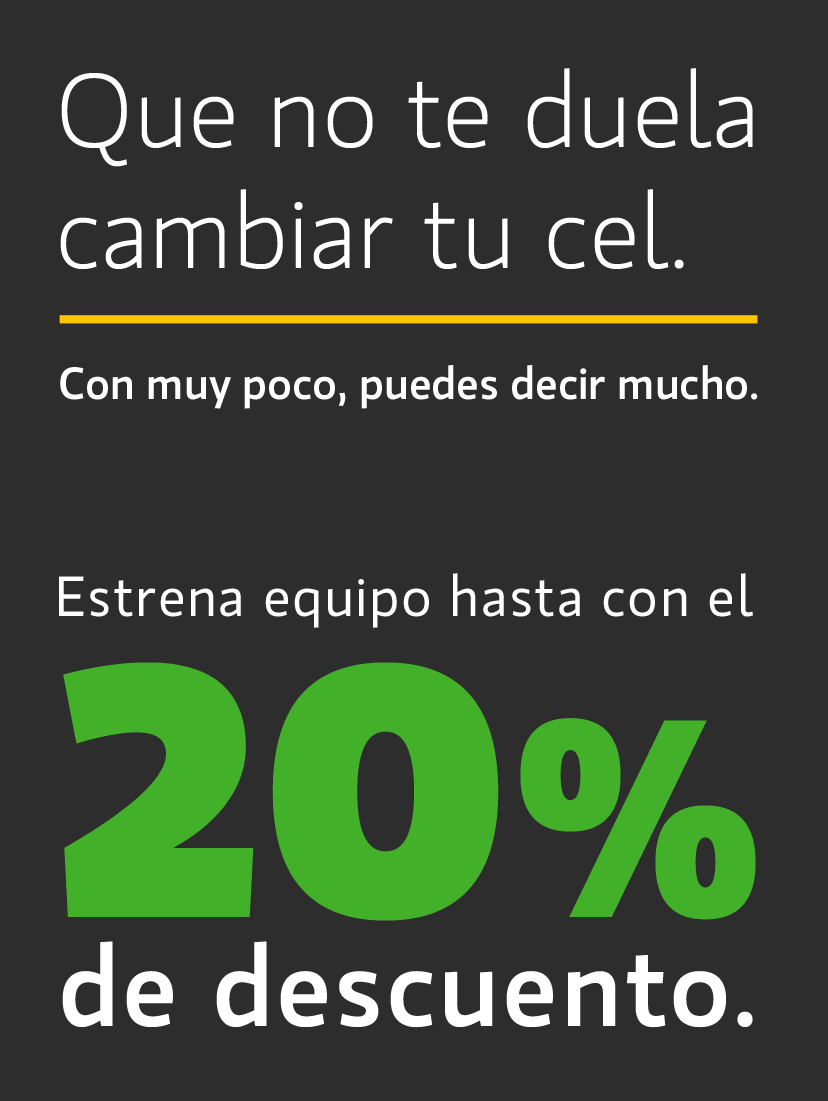 Que no te duela
cambiar tu cel.
Con muy poco, puedes decir mucho.
Estrena equipo hasta con el
20%
de descuento.